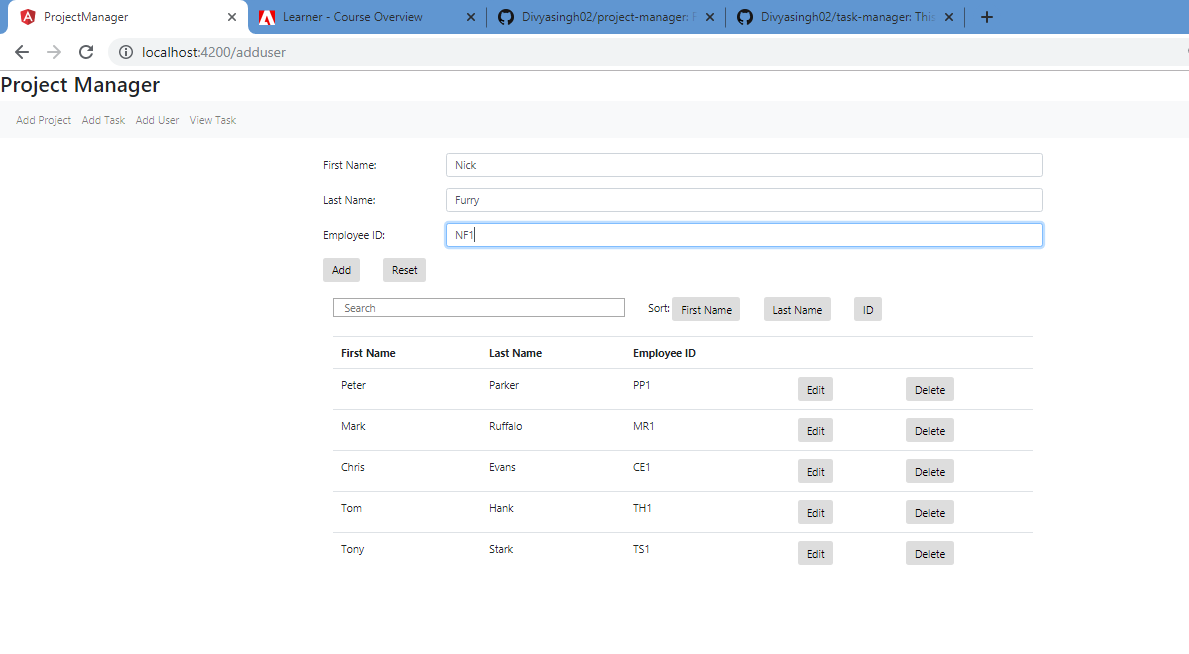 ProjectManager
Learner - Course Overview
Divyasingh02/project-manager:
Divyasingh02/task-manager: This
localhost:4200/adduser
Project Manager
Add Project Add Task Add User View Task
First Name: Nick
Last Name: Furry
Employee ID: NF1
Add Reset
Search Sort: First Name Last Name ID
First Name Last Name Employee ID
Peter Parker PP1 Edit Delete
Mark Ruffalo MR1 Edit Delete
Chris Evans CE1 Edit Delete
Tom Hank TH1 Edit Delete
Tony Stark TS1 Edit Delete